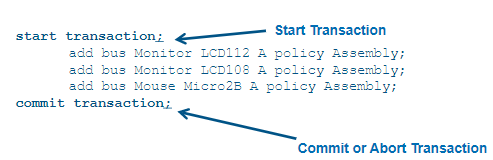 Start Transaction
start transaction;
add bus Monitor LCD112 A policy Assembly;
add bus Monitor LCD108 A policy Assembly;
add bus Mouse Micro2B A policy Assembly;
commit transaction;
Commit or Abort Transaction